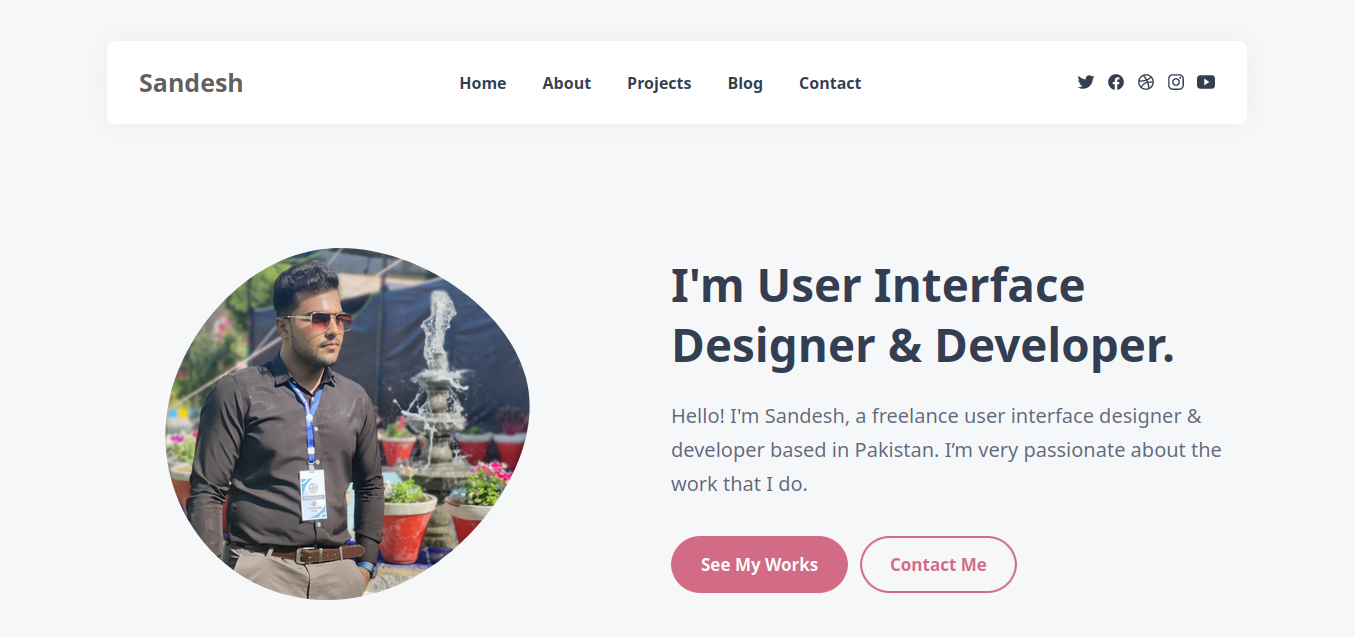 Sandesh
Home About Projects Blog Contact
I'm User Interface
Designer & Developer.
Hello! I'm Sandesh, a freelance user interface designer &
developer based in Pakistan. I’m very passionate about the
work that I do.
See My Works Contact Me